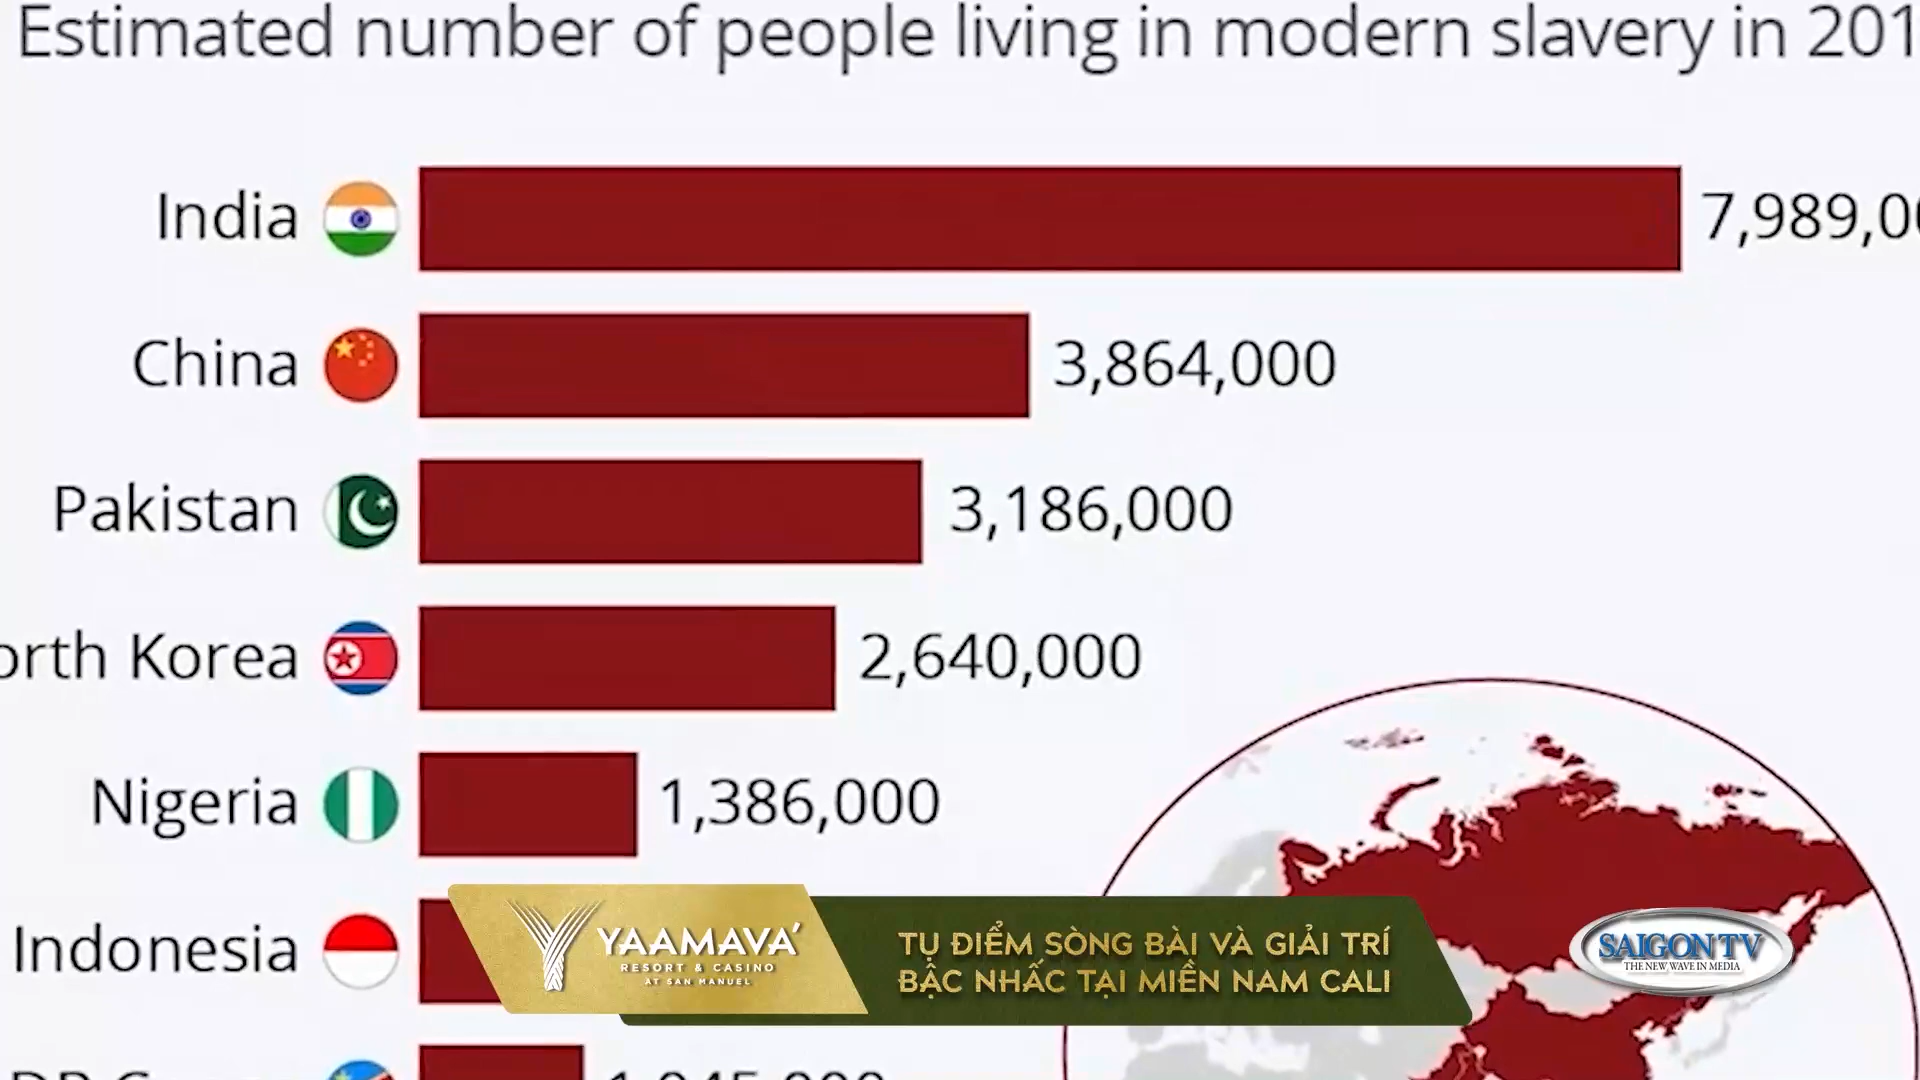 Estimated number of people living in modern slavery in 201
India 7,989,0
China 3,864,000
Pakistan 3,186,000
orth Korea 2,640,000
Nigeria 1,386,000
Indonesia
YAAMAVA'
RESORT & CASINO
AT SAN MANUEL
TỤ ĐIỂM SÒNG BÀI VÀ GIẢI TRÍ
BẬC NHẤC TẠI MIỀN NAM CALI
SAIGON TV
THE NEW WAVE IN MEDIA